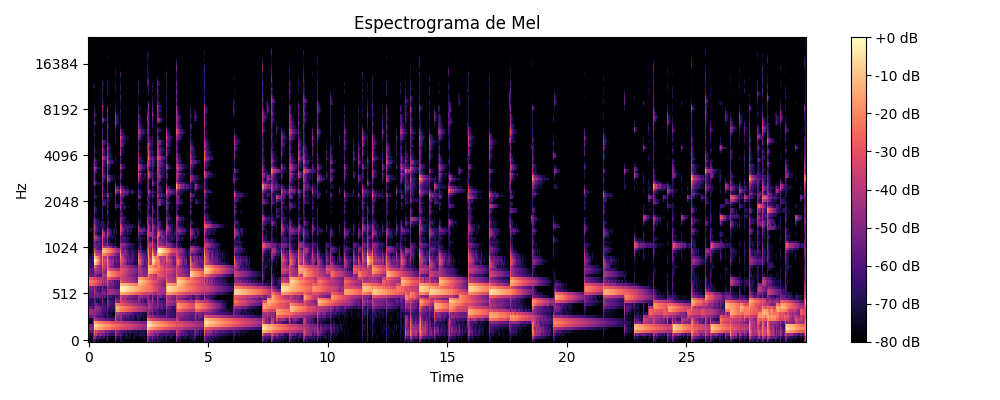 Espectrograma de Mel
Hz
16384
8192
4096
2048
1024
512
0
0 5 10 15 20 25
Time
+0 dB
-10 dB
-20 dB
-30 dB
-40 dB
-50 dB
-60 dB
-70 dB
-80 dB